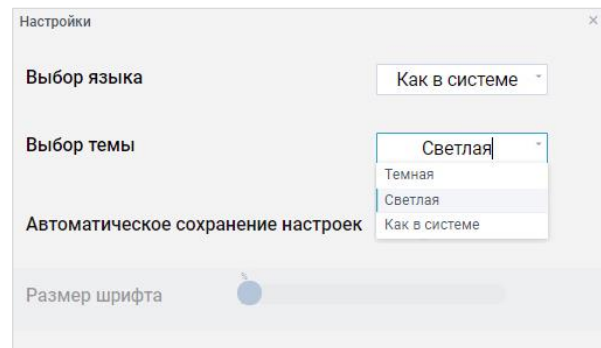 Настройки
Выбор языка
Как в системе
Выбор темы
Светлая
Темная
Светлая
Как в системе
Автоматическое сохранение настроек
%
Размер шрифта